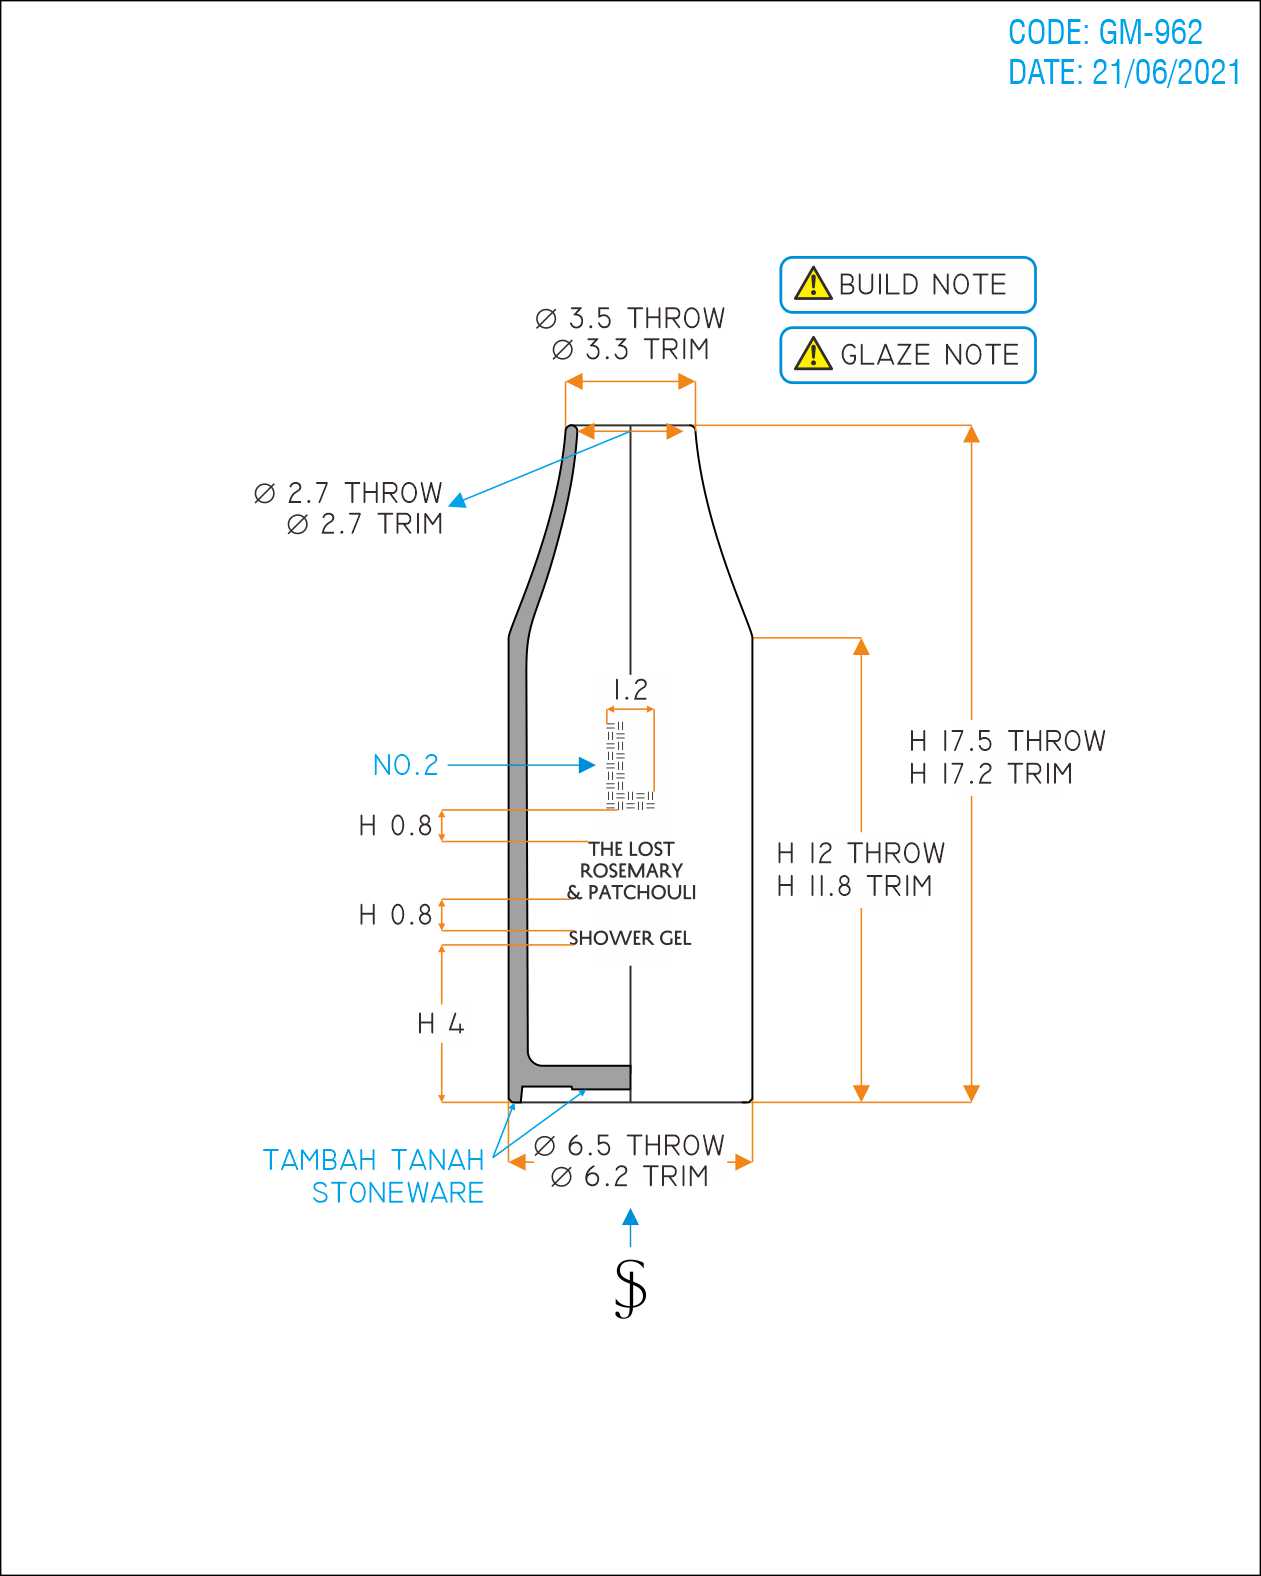 CODE: GM-962
DATE: 21/06/2021
BUILD NOTE
GLAZE NOTE
Ø 3.5 THROW
Ø 3.3 TRIM
Ø 2.7 THROW
Ø 2.7 TRIM
1.2
NO.2
H 17.5 THROW
H 17.2 TRIM
H 0.8
THE LOST
ROSEMARY
& PATCHOULI
H 12 THROW
H 11.8 TRIM
H 0.8
SHOWER GEL
H 4
TAMBAH TANAH
STONEWARE
Ø 6.5 THROW
Ø 6.2 TRIM